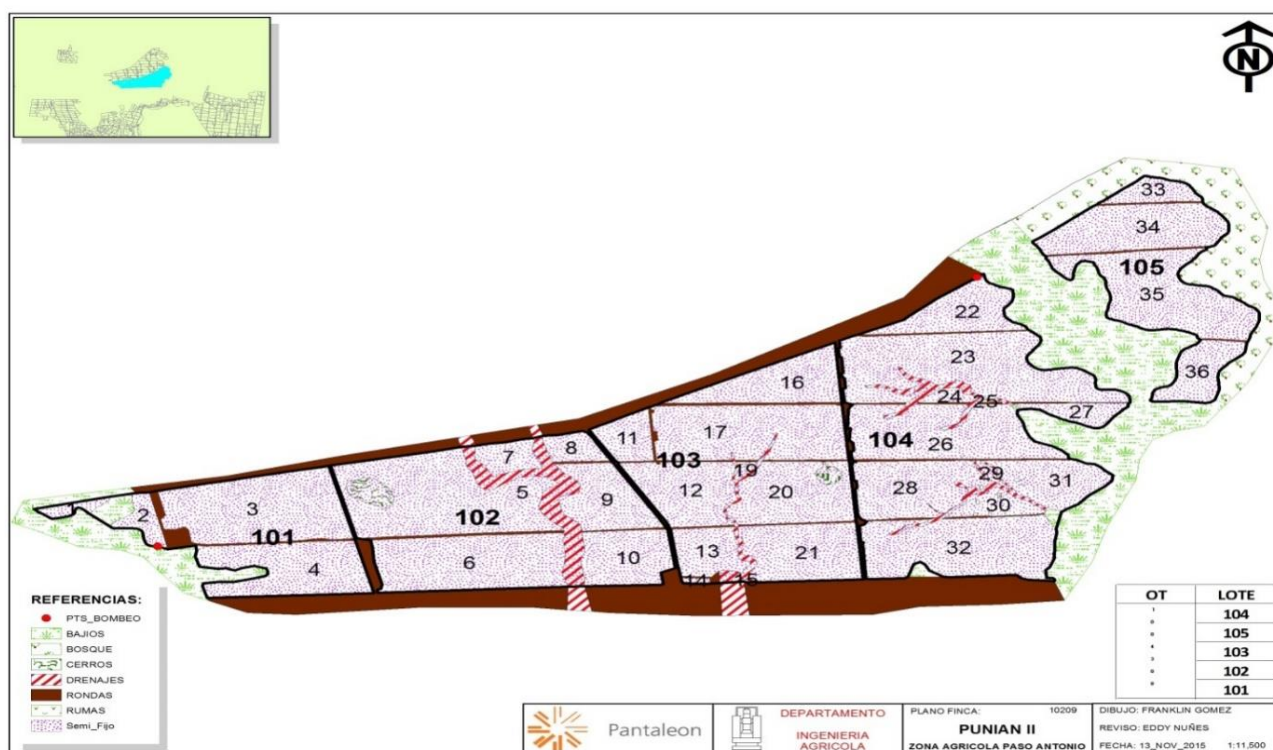 N
33
34
105
35
22
23
36
16
24
25
27
11
17
104
26
7
8
103
19
29
31
5
12
20
28
30
3
2
102
9
101
13
21
32
4
6
10
14
15
REFERENCIAS:
PTS_BOMBEO
BAJIOS
BOSQUE
CERROS
DRENAJES
RONDAS
RUMAS
Semi_Fijo
OT LOTE
104
105
103
102
101
Pantaleon
DEPARTAMENTO
INGENIERIA
AGRICOLA
PLANO FINCA: 10209
PUNIAN II
ZONA AGRICOLA PASO ANTONIO
DIBUJO: FRANKLIN GOMEZ
REVISO: EDDY NUÑES
FECHA: 13_NOV_2015 1:11,500